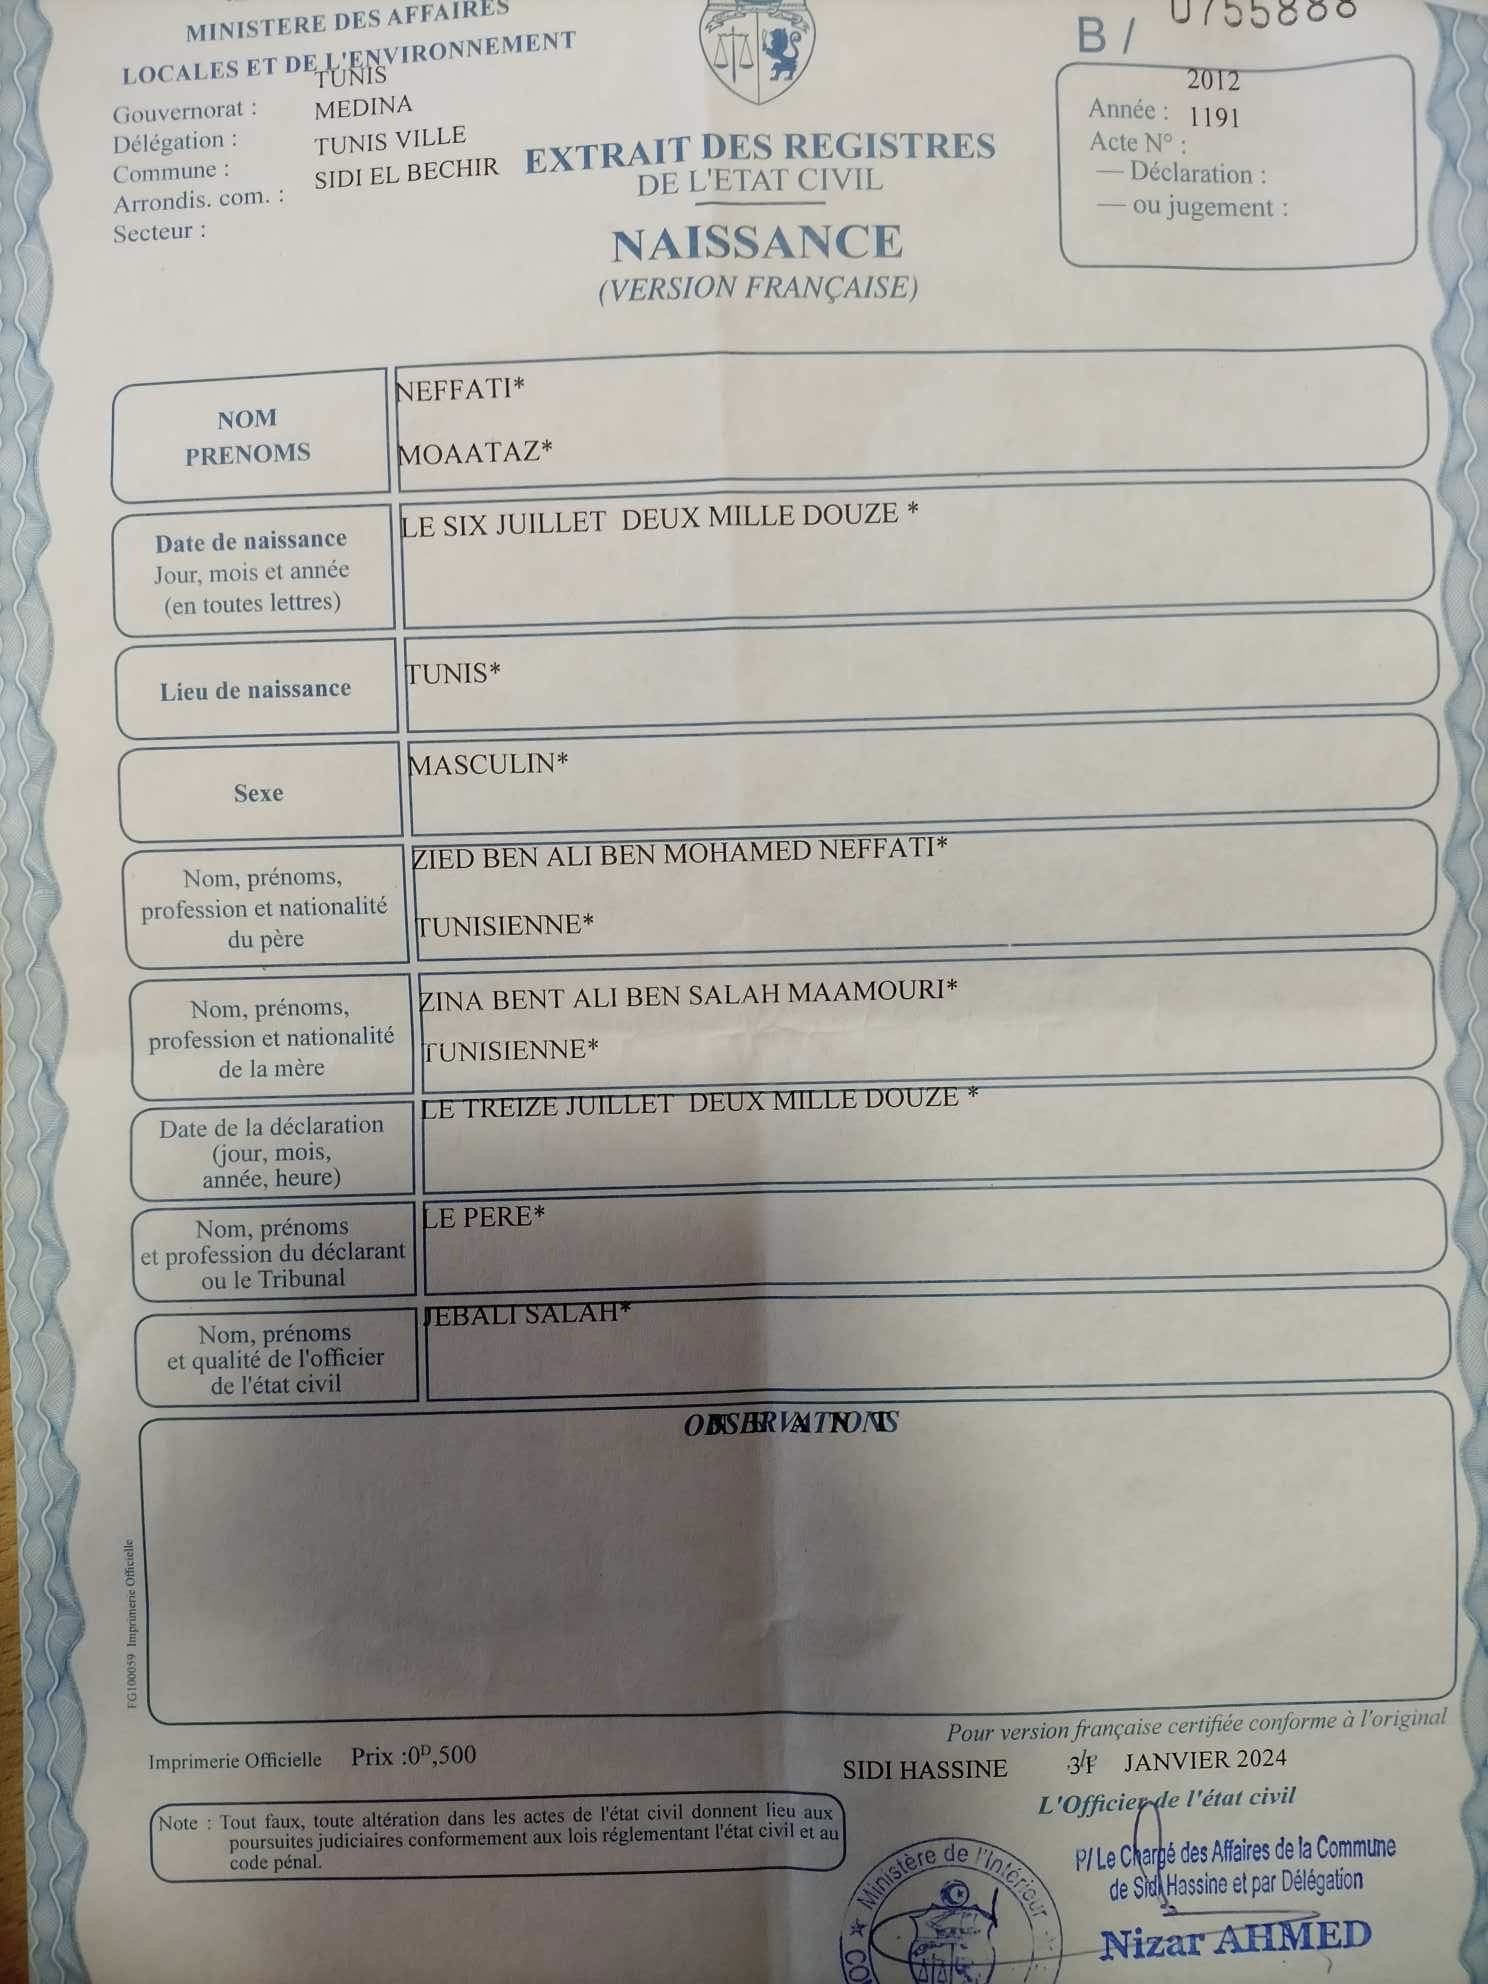 MINISTERE DES AFFAIRES
LOCALES ET DE L'ENVIRONNEMENT
Gouvernorat : TUNIS
Délégation : MEDINA
Commune : TUNIS VILLE
Arrondis. com. : SIDI EL BECHIR
Secteur :
EXTRAIT DES REGISTRES
DE L'ETAT CIVIL
NAISSANCE
(VERSION FRANÇAISE)
B / 0755888
Année : 2012
Acte N° : 1191
— Déclaration :
— ou jugement :
NOM
PRENOMS
NEFFATI*
MOAATAZ*
Date de naissance
Jour, mois et année
(en toutes lettres)
LE SIX JUILLET DEUX MILLE DOUZE *
Lieu de naissance
TUNIS*
Sexe
MASCULIN*
Nom, prénoms,
profession et nationalité
du père
ZIED BEN ALI BEN MOHAMED NEFFATI*
TUNISIENNE*
Nom, prénoms,
profession et nationalité
de la mère
ZINA BENT ALI BEN SALAH MAAMOURI*
TUNISIENNE*
Date de la déclaration
(jour, mois,
année, heure)
LE TREIZE JUILLET DEUX MILLE DOUZE *
Nom, prénoms
et profession du déclarant
ou le Tribunal
LE PERE*
Nom, prénoms
et qualité de l'officier
de l'état civil
JEBALI SALAH*
OBSERVATIONS
FG100059 Imprimerie Officielle
Pour version française certifiée conforme à l'original
Imprimerie Officielle Prix :0D,500
SIDI HASSINE JANVIER 2024
L'Officier de l'état civil
Note : Tout faux, toute altération dans les actes de l'état civil donnent lieu aux
poursuites judiciaires conformement aux lois réglementant l'état civil et au
code pénal.
P/ Le Chargé des Affaires de la Commune
de Sidi Hassine et par Délégation
Nizar AHMED
Ministère de l'Intérieur